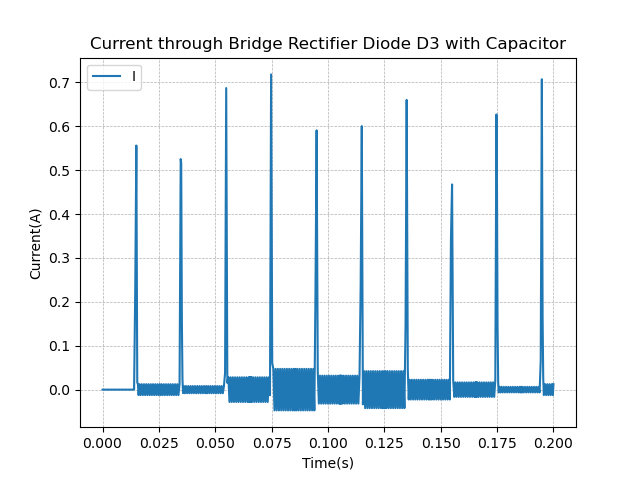 Current through Bridge Rectifier Diode D3 with Capacitor
I
0.7
0.6
0.5
0.4
0.3
0.2
0.1
0.0
Current(A)
0.000 0.025 0.050 0.075 0.100 0.125 0.150 0.175 0.200
Time(s)